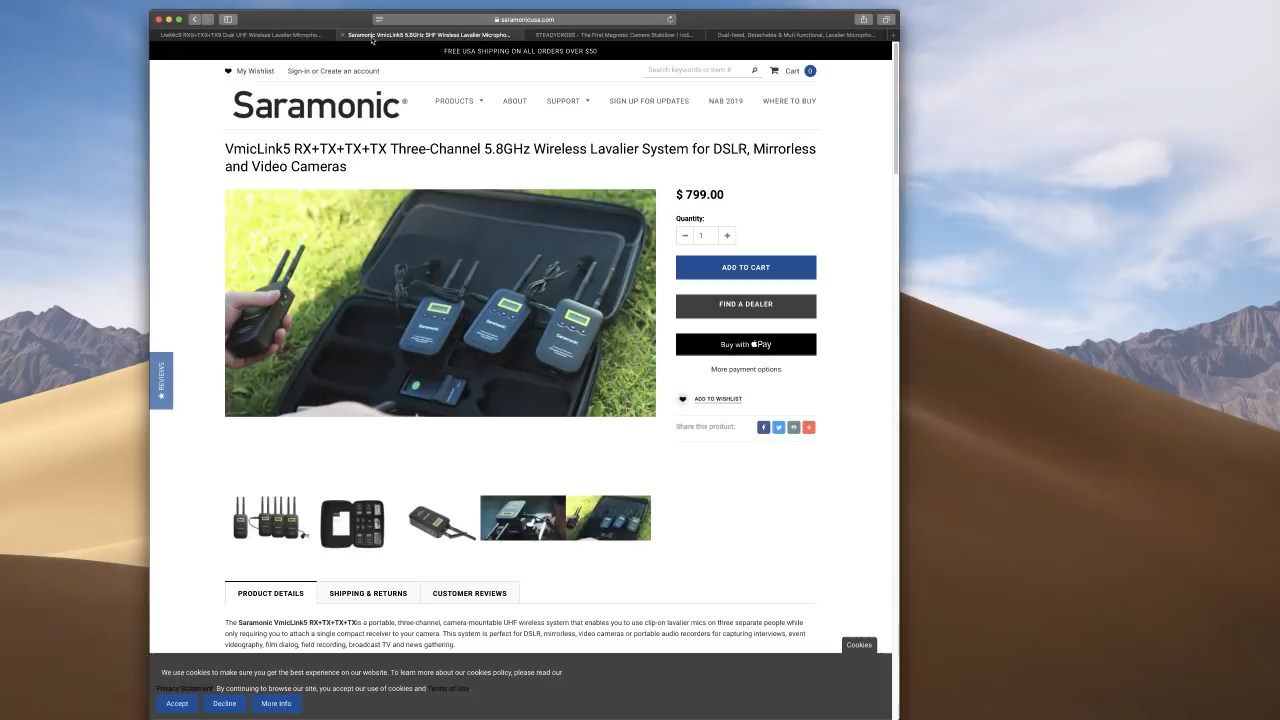 saramonicusa.com
UwMic9 RX9+TX9+TX9 Dual UHF Wireless Lavalier Micropho...
Saramonic VmicLink5 5.8GHz SHF Wireless Lavalier Micropho...
STEADYCROSS - The First Magnetic Camera Stabilizer | Indi...
Dual-head, Detachable & Muti-functional, Lavalier Micropho...
FREE USA SHIPPING ON ALL ORDERS OVER $50
My Wishlist Sign-in or Create an account Search keywords or item # Cart 0
Saramonic®
PRODUCTS ABOUT SUPPORT SIGN UP FOR UPDATES NAB 2019 WHERE TO BUY
VmicLink5 RX+TX+TX+TX Three-Channel 5.8GHz Wireless Lavalier System for DSLR, Mirrorless
and Video Cameras
$ 799.00
Quantity:
− 1 +
ADD TO CART
FIND A DEALER
Buy with Pay
More payment options
ADD TO WISHLIST
Share this product:
★ REVIEWS
Saramonic
Saramonic
Saramonic
PRODUCT DETAILS SHIPPING & RETURNS CUSTOMER REVIEWS
The Saramonic VmicLink5 RX+TX+TX+TXis a portable, three-channel, camera-mountable UHF wireless system that enables you to use clip-on lavalier mics on three separate people while
only requiring you to attach a single compact receiver to your camera. This system is perfect for DSLR, mirrorless, video cameras or portable audio recorders for capturing interviews, event
videography, film dialog, field recording, broadcast TV and news gathering.
Cookies
We use cookies to make sure you get the best experience on our website. To learn more about our cookies policy, please read our
Privacy Statement. By continuing to browse our site, you accept our use of cookies and Terms of Use.
Accept Decline More Info